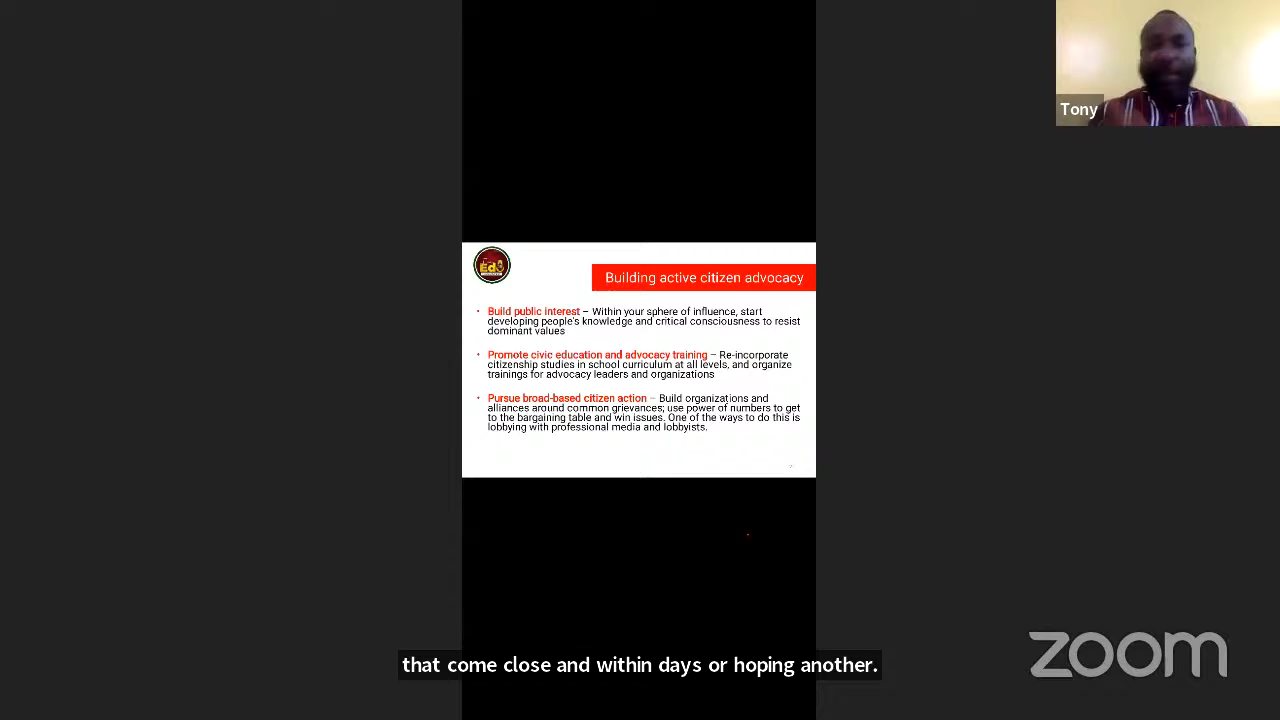 Tony
Edo
Building active citizen advocacy
• Build public interest – Within your sphere of influence, start
developing people's knowledge and critical consciousness to resist
dominant values
• Promote civic education and advocacy training – Re-incorporate
citizenship studies in school curriculum at all levels, and organize
trainings for advocacy leaders and organizations
• Pursue broad-based citizen action – Build organizations and
alliances around common grievances; use power of numbers to get
to the bargaining table and win issues. One of the ways to do this is
lobbying with professional media and lobbyists.
that come close and within days or hoping another.
zoom